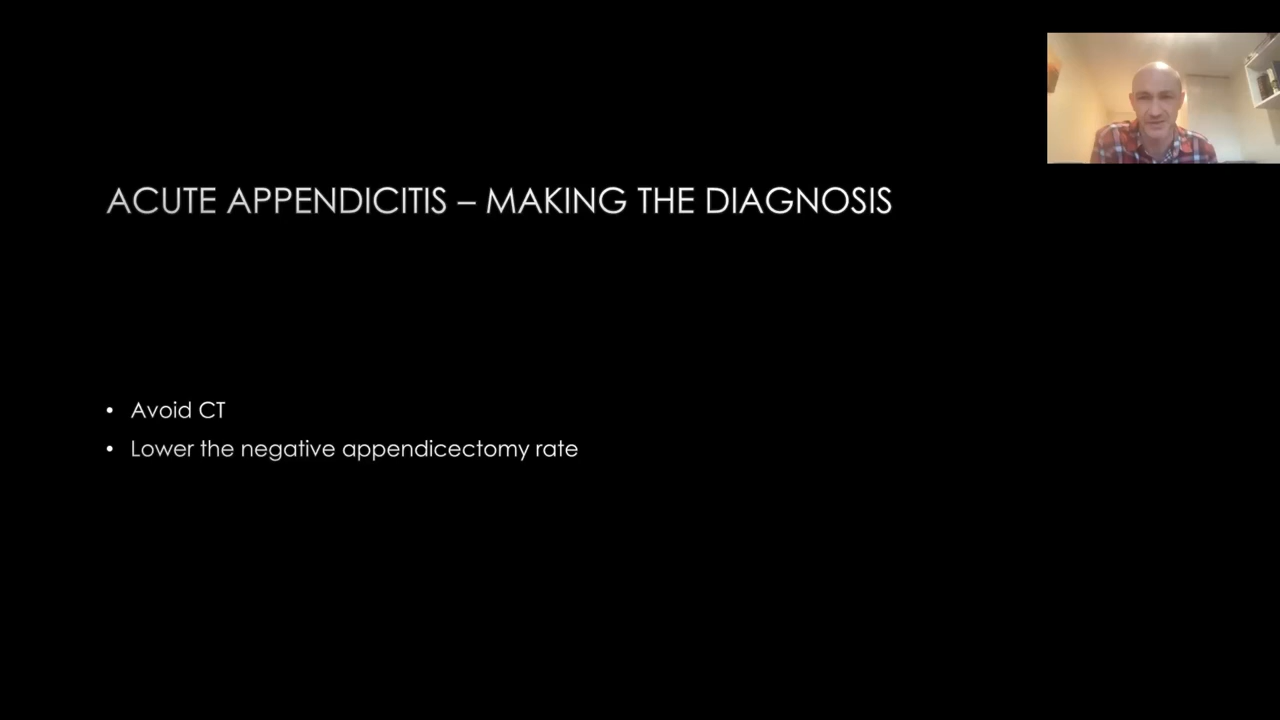 ACUTE APPENDICITIS – MAKING THE DIAGNOSIS
• Avoid CT
• Lower the negative appendicectomy rate